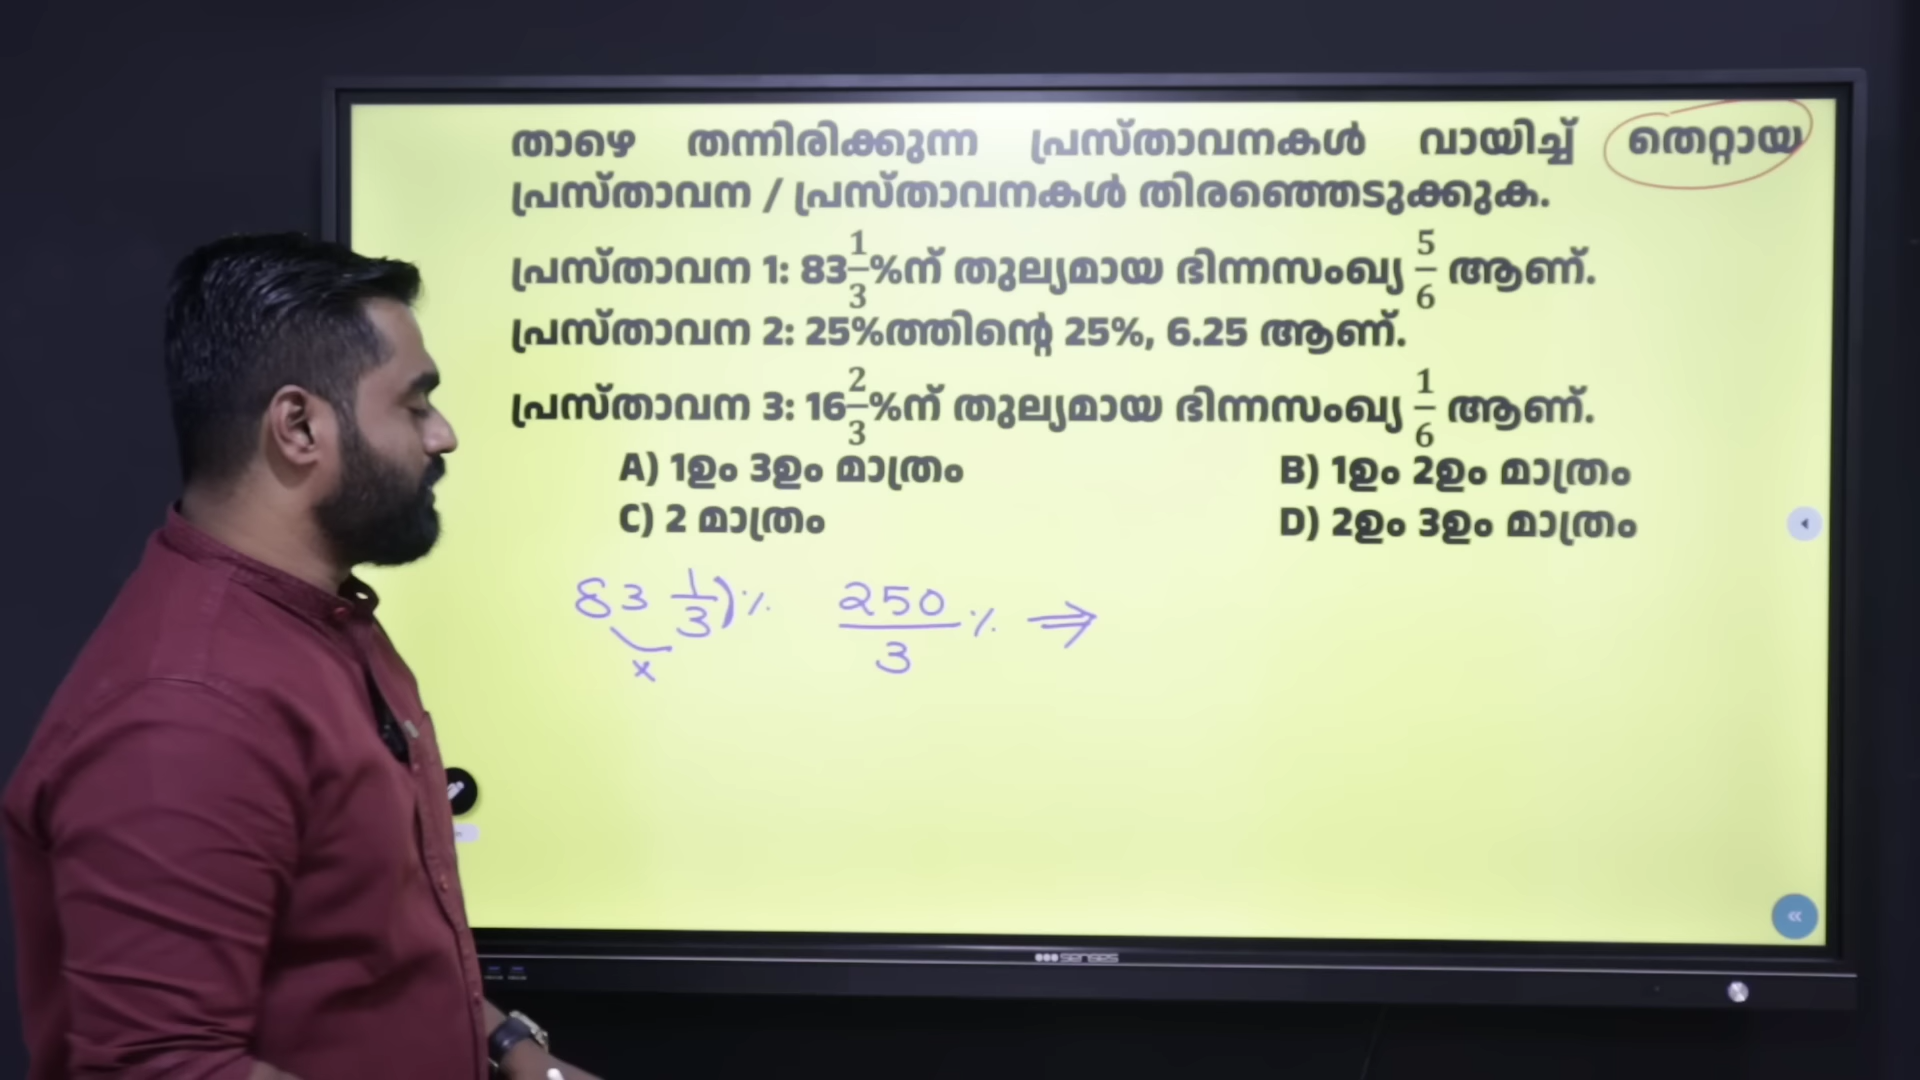 താഴെ തന്നിരിക്കുന്ന പ്രസ്താവനകൾ വായിച്ച് തെറ്റായ
പ്രസ്താവന / പ്രസ്താവനകൾ തിരഞ്ഞെടുക്കുക.
പ്രസ്താവന 1: 83 1/3 %ന് തുല്യമായ ഭിന്നസംഖ്യ 5/6 ആണ്.
പ്രസ്താവന 2: 25%ത്തിന്റെ 25%, 6.25 ആണ്.
പ്രസ്താവന 3: 16 2/3 %ന് തുല്യമായ ഭിന്നസംഖ്യ 1/6 ആണ്.
A) 1ഉം 3ഉം മാത്രം B) 1ഉം 2ഉം മാത്രം
C) 2 മാത്രം D) 2ഉം 3ഉം മാത്രം
83 1/3)% 250/3 % ⇒
x
senses